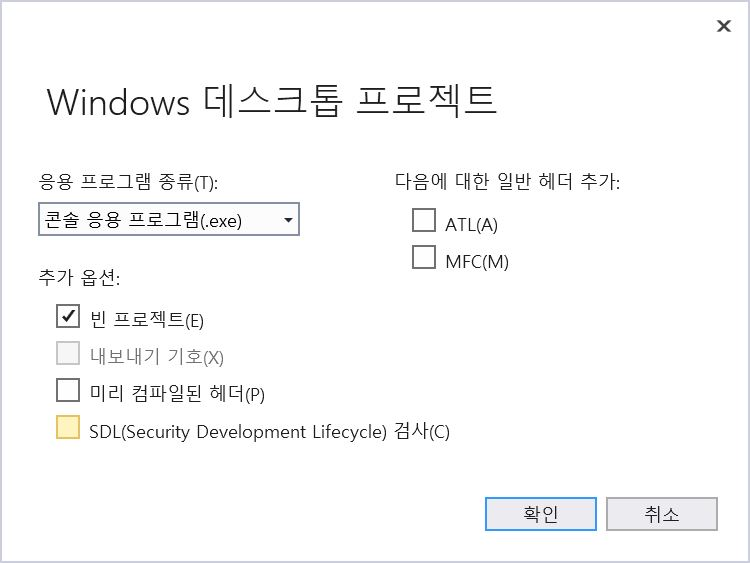 Windows 데스크톱 프로젝트
응용 프로그램 종류(T):
콘솔 응용 프로그램(.exe)
추가 옵션:
빈 프로젝트(E)
내보내기 기호(X)
미리 컴파일된 헤더(P)
SDL(Security Development Lifecycle) 검사(C)
다음에 대한 일반 헤더 추가:
ATL(A)
MFC(M)
확인
취소